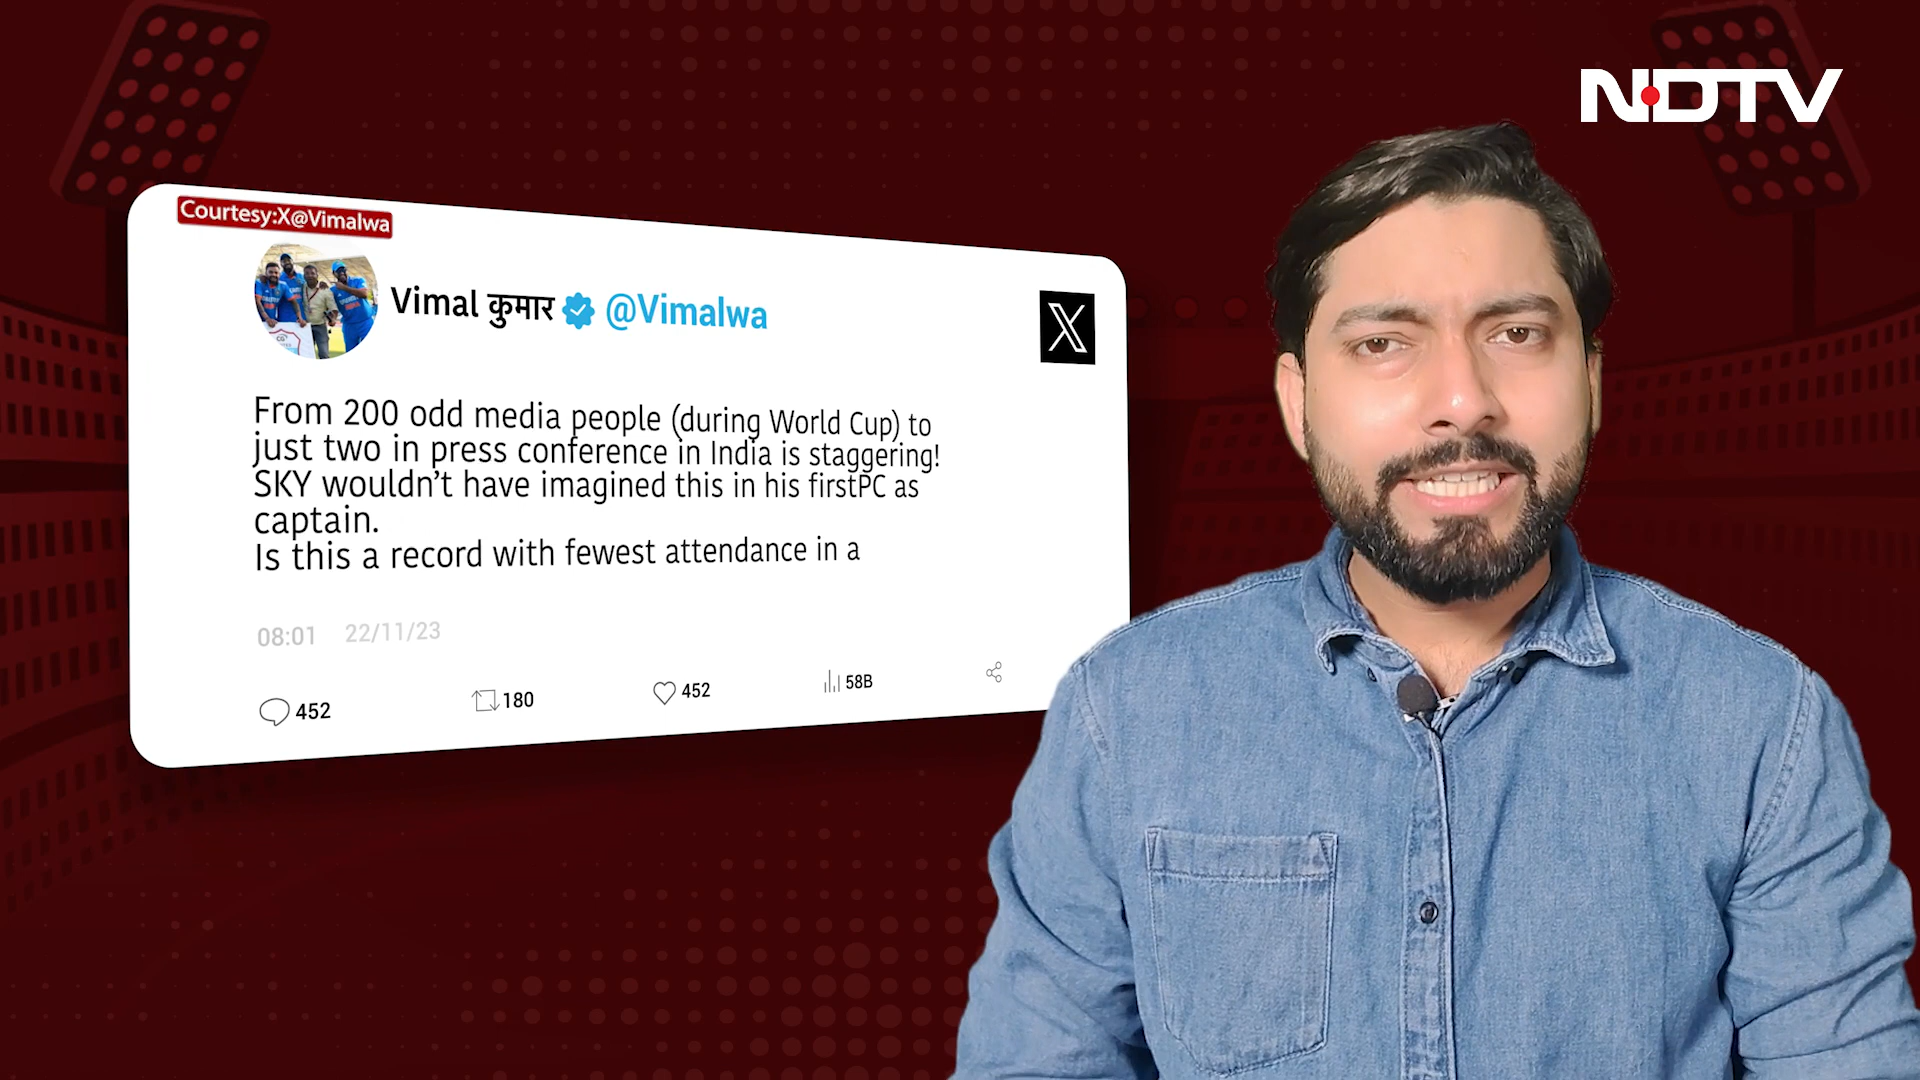 NDTV
Courtesy:X@Vimalwa
Vimal कुमार @Vimalwa
X
From 200 odd media people (during World Cup) to
just two in press conference in India is staggering!
SKY wouldn't have imagined this in his firstPC as
captain.
Is this a record with fewest attendance in a
08:01 22/11/23
452 180 452 58B